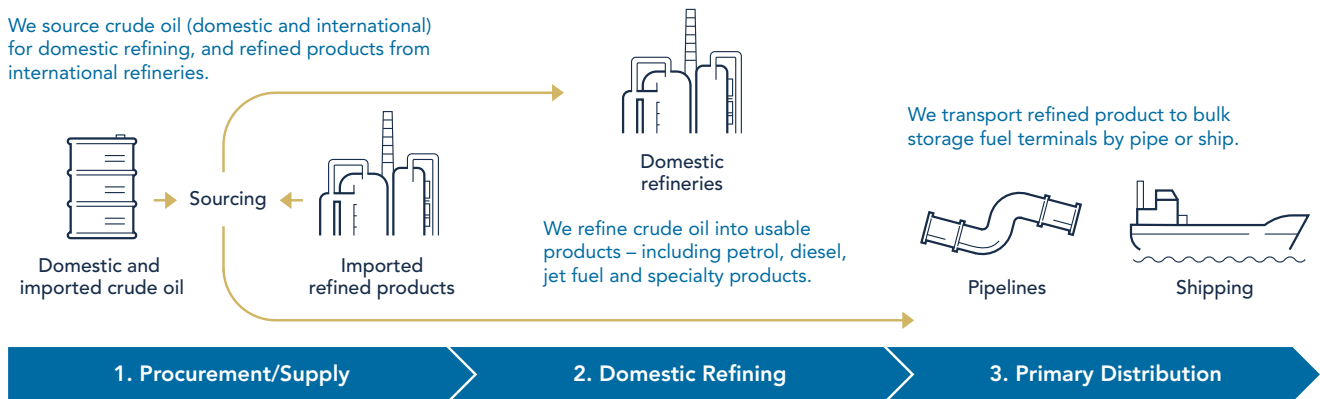 We source crude oil (domestic and international)
for domestic refining, and refined products from
international refineries.
Domestic and
imported crude oil
Sourcing
Imported
refined products
Domestic
refineries
We refine crude oil into usable
products – including petrol, diesel,
jet fuel and specialty products.
We transport refined product to bulk
storage fuel terminals by pipe or ship.
Pipelines
Shipping
1. Procurement/Supply
2. Domestic Refining
3. Primary Distribution